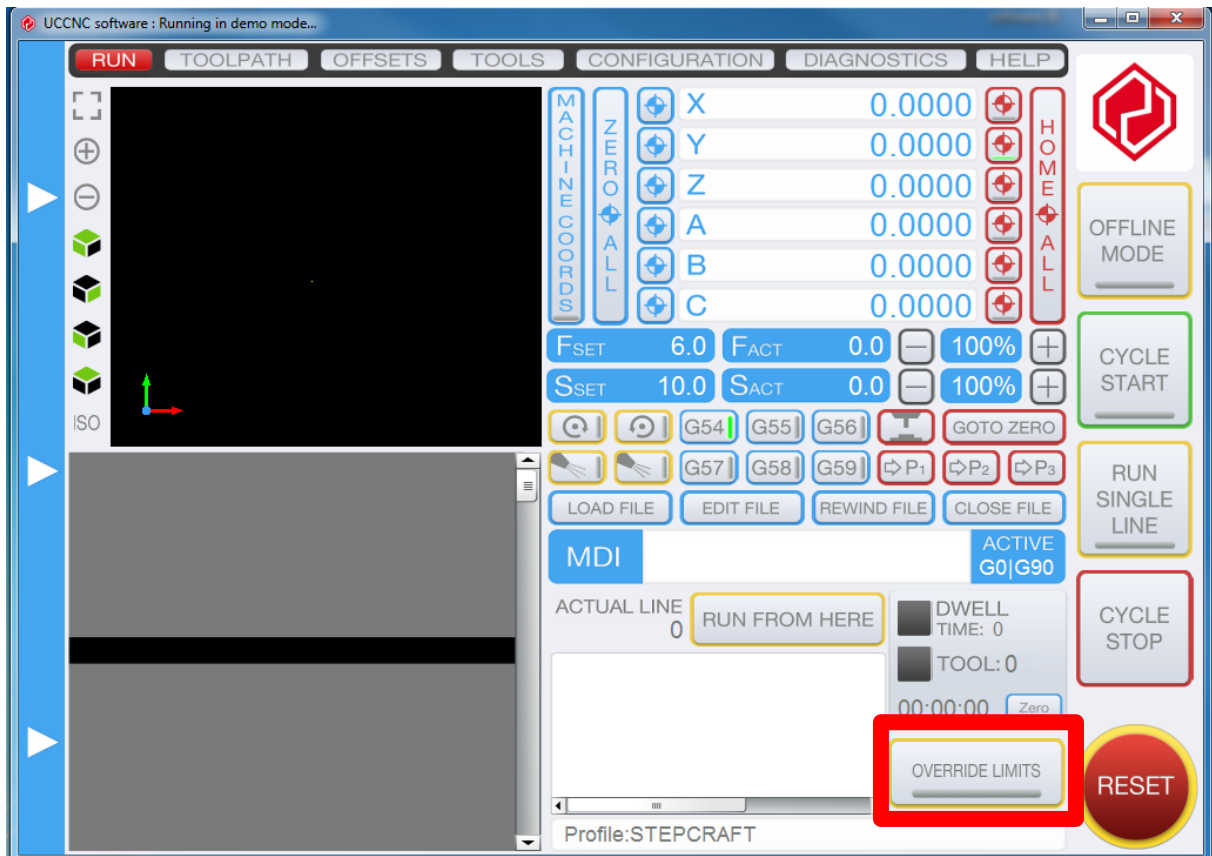 UCCNC software : Running in demo mode...
RUN TOOLPATH OFFSETS TOOLS CONFIGURATION DIAGNOSTICS HELP
MACHINE COORDS
ZERO ALL
X 0.0000
Y 0.0000
Z 0.0000
A 0.0000
B 0.0000
C 0.0000
HOME ALL
ISO
FSET 6.0 FACT 0.0 100%
SSET 10.0 SACT 0.0 100%
G54 G55 G56 GOTO ZERO
G57 G58 G59 P1 P2 P3
LOAD FILE EDIT FILE REWIND FILE CLOSE FILE
MDI
ACTIVE
G0|G90
ACTUAL LINE
0
RUN FROM HERE
DWELL
TIME: 0
TOOL: 0
00:00:00 Zero
OVERRIDE LIMITS
Profile:STEPCRAFT
OFFLINE
MODE
CYCLE
START
RUN
SINGLE
LINE
CYCLE
STOP
RESET